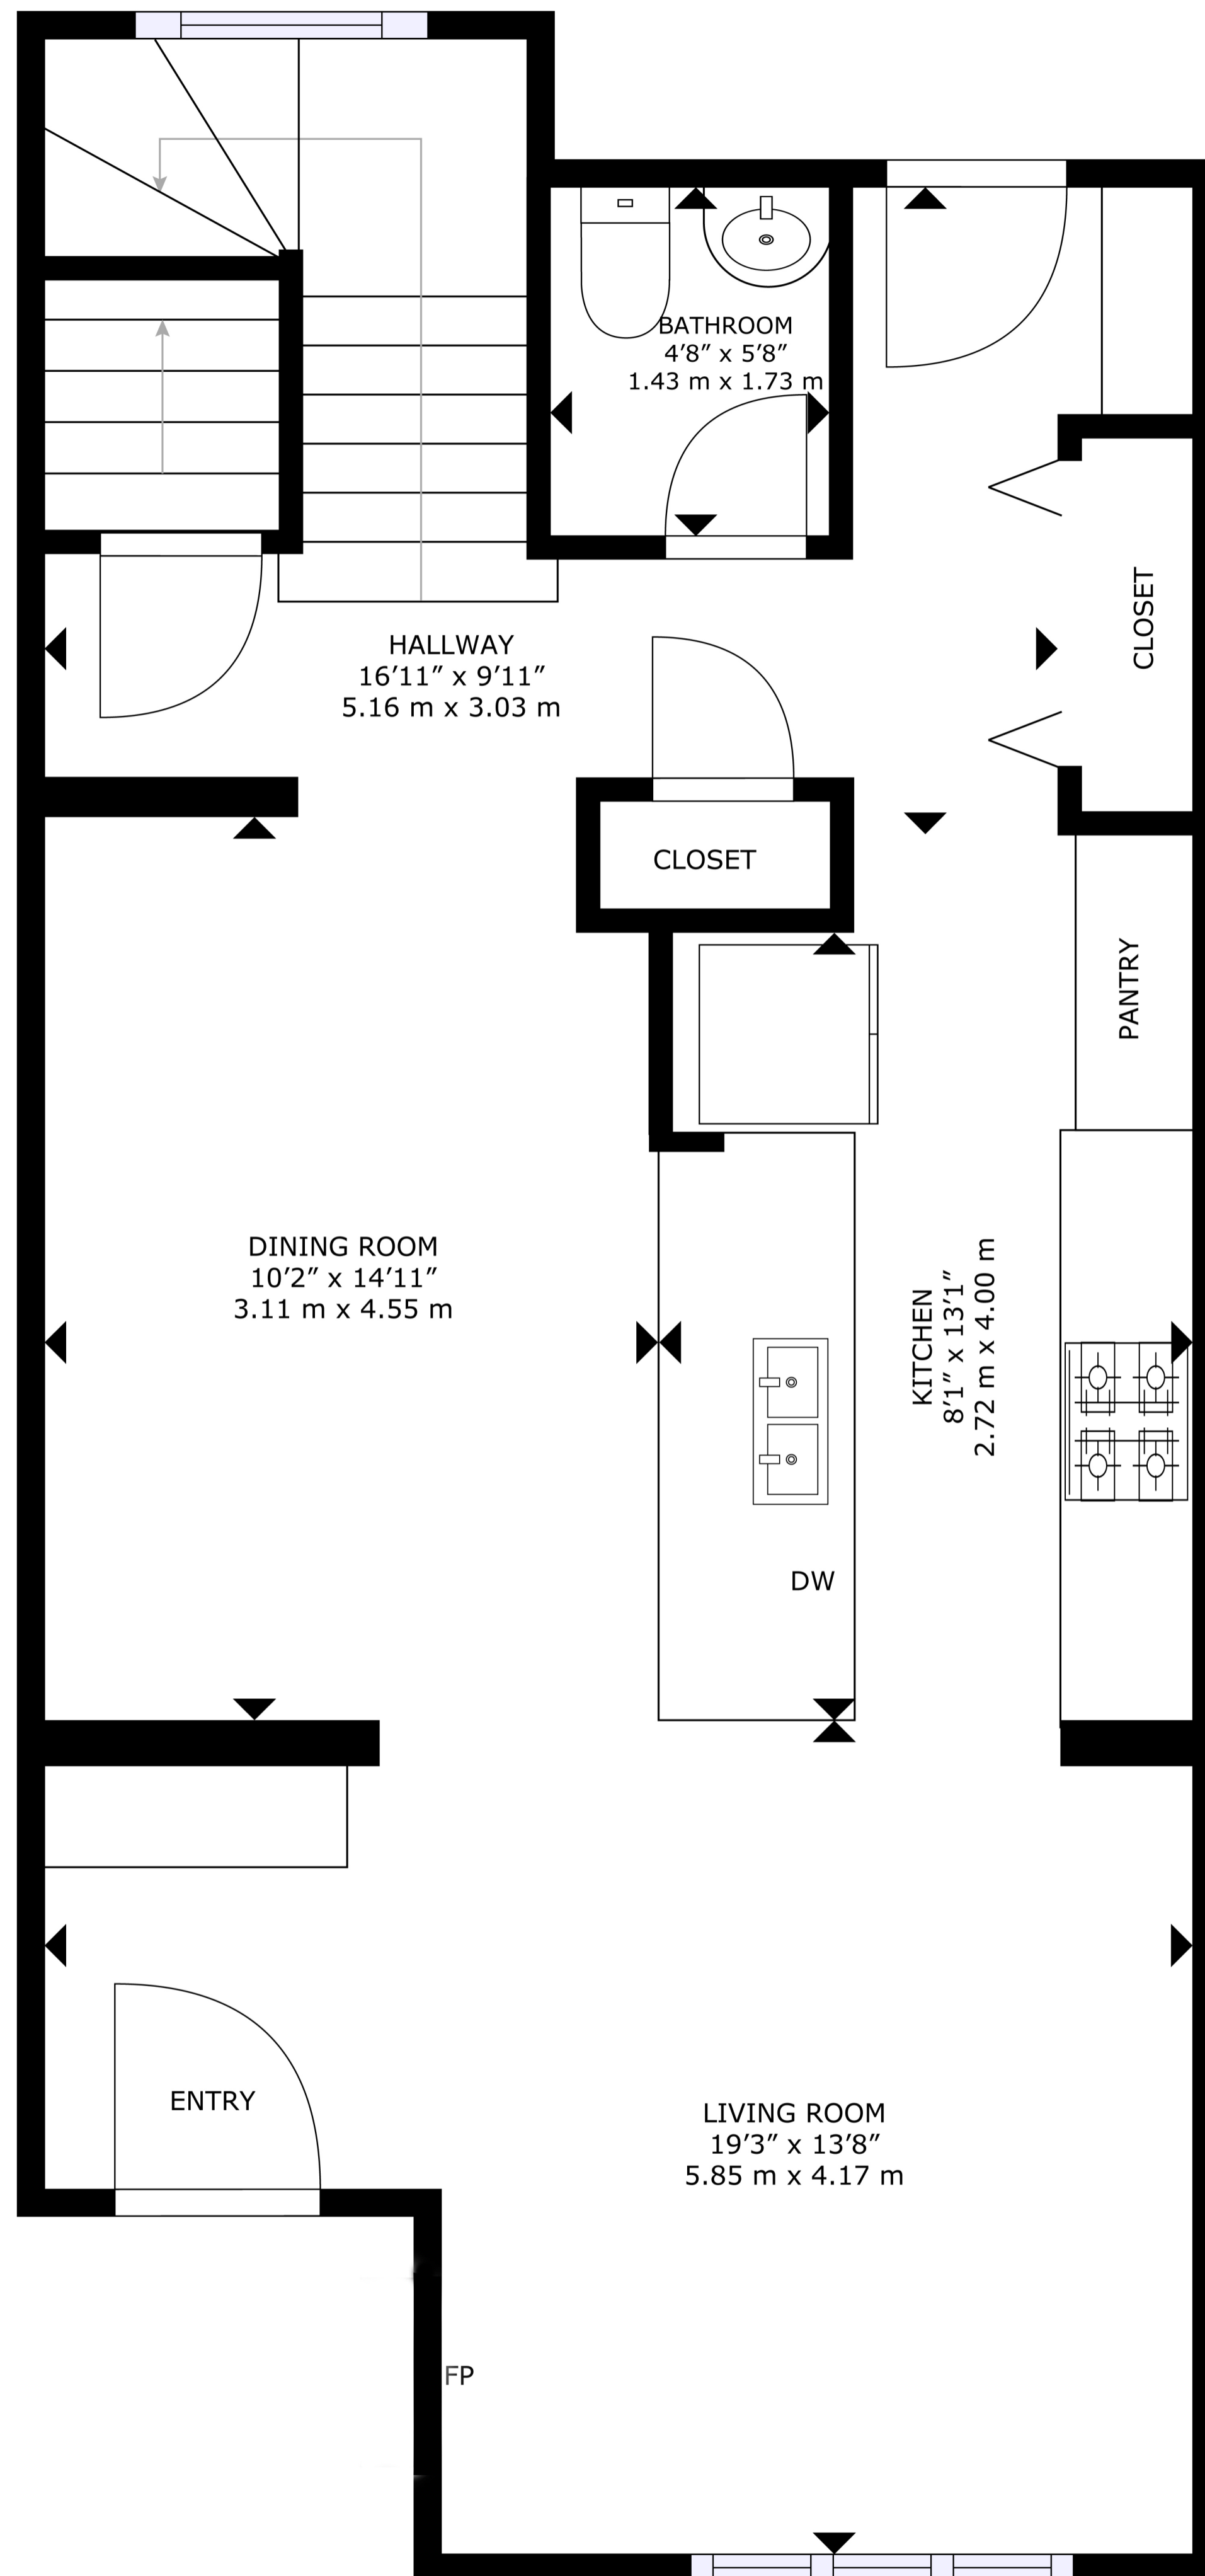 BATHROOM
4'8" x 5'8"
1.43 m x 1.73 m
CLOSET
HALLWAY
16'11" x 9'11"
5.16 m x 3.03 m
CLOSET
PANTRY
DINING ROOM
10'2" x 14'11"
3.11 m x 4.55 m
KITCHEN
8'1" x 13'1"
2.72 m x 4.00 m
DW
ENTRY
LIVING ROOM
19'3" x 13'8"
5.85 m x 4.17 m
FP